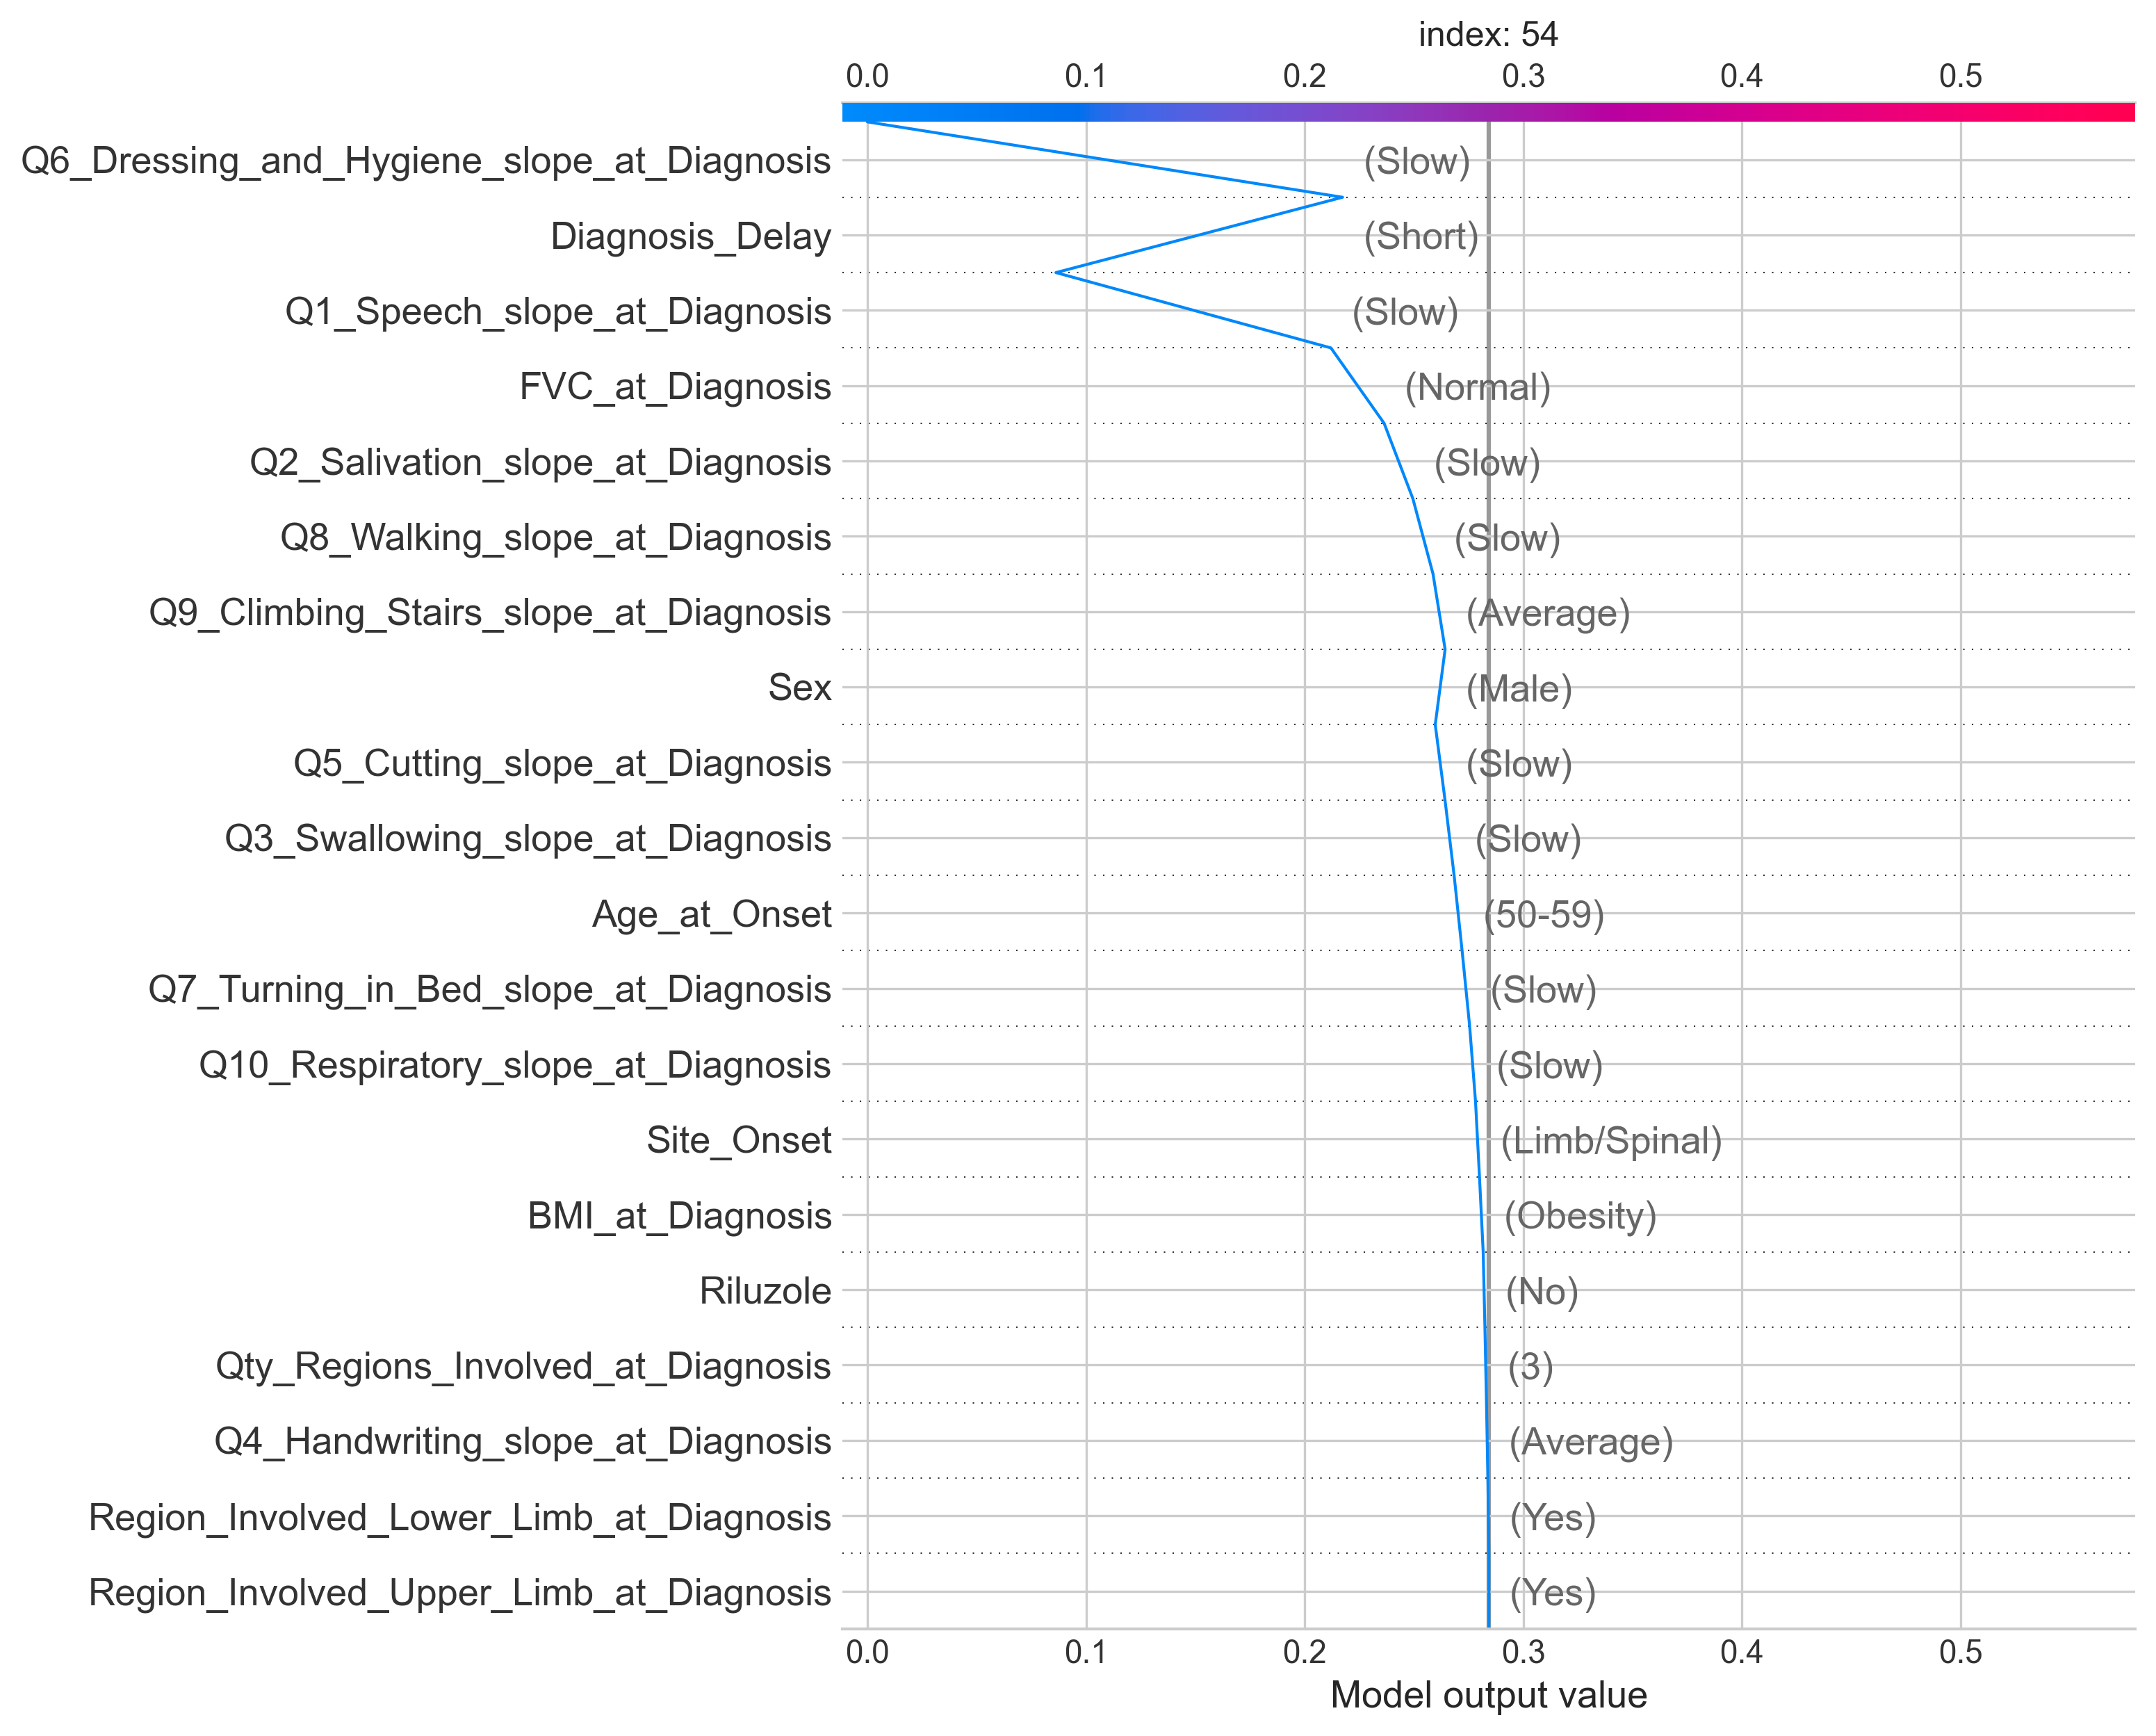 index: 54
0.0 0.1 0.2 0.3 0.4 0.5
Q6_Dressing_and_Hygiene_slope_at_Diagnosis (Slow)
Diagnosis_Delay (Short)
Q1_Speech_slope_at_Diagnosis (Slow)
FVC_at_Diagnosis (Normal)
Q2_Salivation_slope_at_Diagnosis (Slow)
Q8_Walking_slope_at_Diagnosis (Slow)
Q9_Climbing_Stairs_slope_at_Diagnosis (Average)
Sex (Male)
Q5_Cutting_slope_at_Diagnosis (Slow)
Q3_Swallowing_slope_at_Diagnosis (Slow)
Age_at_Onset (50-59)
Q7_Turning_in_Bed_slope_at_Diagnosis (Slow)
Q10_Respiratory_slope_at_Diagnosis (Slow)
Site_Onset (Limb/Spinal)
BMI_at_Diagnosis (Obesity)
Riluzole (No)
Qty_Regions_Involved_at_Diagnosis (3)
Q4_Handwriting_slope_at_Diagnosis (Average)
Region_Involved_Lower_Limb_at_Diagnosis (Yes)
Region_Involved_Upper_Limb_at_Diagnosis (Yes)
0.0 0.1 0.2 0.3 0.4 0.5
Model output value